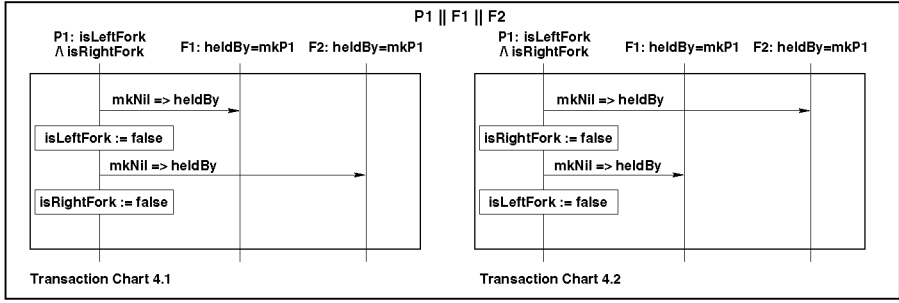 P1 || F1 || F2
P1: isLeftFork
/\ isRightFork
F1: heldBy=mkP1
F2: heldBy=mkP1
mkNil => heldBy
isLeftFork := false
mkNil => heldBy
isRightFork := false
Transaction Chart 4.1
P1: isLeftFork
/\ isRightFork
F1: heldBy=mkP1
F2: heldBy=mkP1
mkNil => heldBy
isRightFork := false
mkNil => heldBy
isLeftFork := false
Transaction Chart 4.2